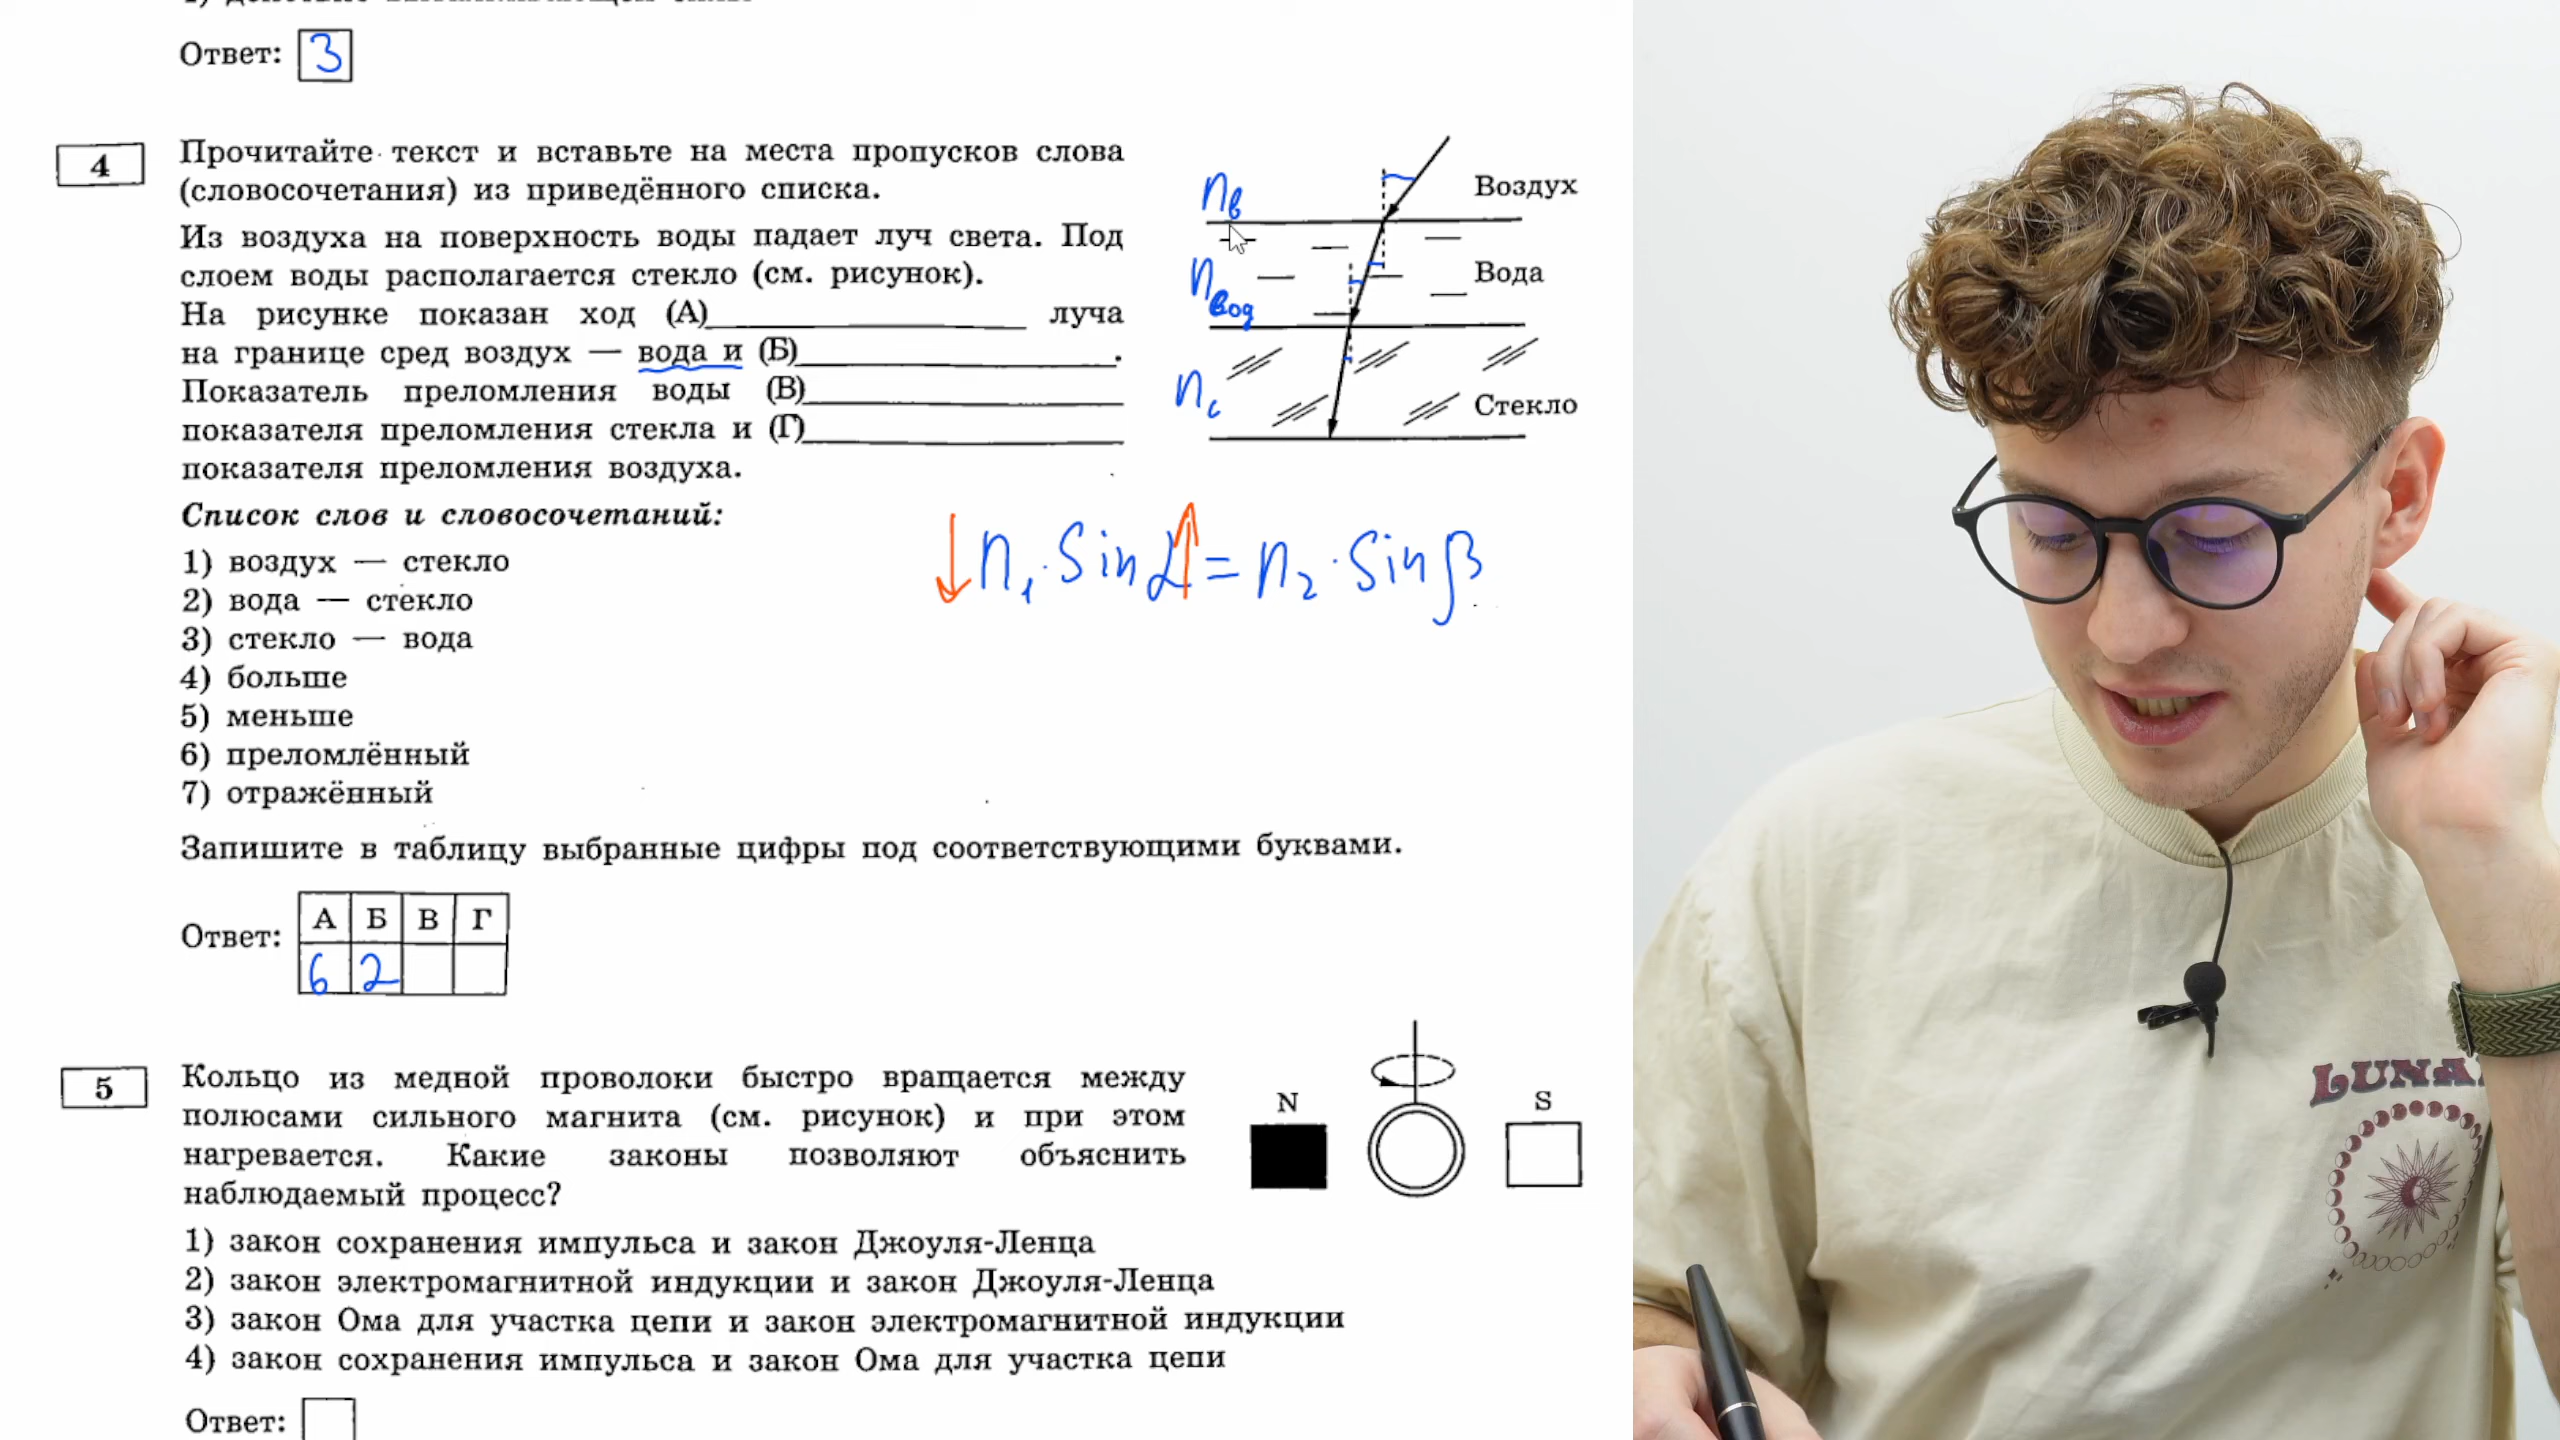 Ответ: 3
4
Прочитайте текст и вставьте на места пропусков слова
(словосочетания) из приведённого списка.
Из воздуха на поверхность воды падает луч света. Под
слоем воды располагается стекло (см. рисунок).
На рисунке показан ход (А) луча
на границе сред воздух — вода и (Б) .
Показатель преломления воды (В)
показателя преломления стекла и (Г)
показателя преломления воздуха.
nв
Воздух
nвод
Вода
nс
Стекло
Список слов и словосочетаний:
1) воздух — стекло
2) вода — стекло
3) стекло — вода
4) больше
5) меньше
6) преломлённый
7) отражённый
↓n₁·Sinα↑=n₂·Sinβ
Запишите в таблицу выбранные цифры под соответствующими буквами.
Ответ:
А Б В Г
6 2
5
Кольцо из медной проволоки быстро вращается между
полюсами сильного магнита (см. рисунок) и при этом
нагревается. Какие законы позволяют объяснить
наблюдаемый процесс?
N S
1) закон сохранения импульса и закон Джоуля-Ленца
2) закон электромагнитной индукции и закон Джоуля-Ленца
3) закон Ома для участка цепи и закон электромагнитной индукции
4) закон сохранения импульса и закон Ома для участка цепи
Ответ: